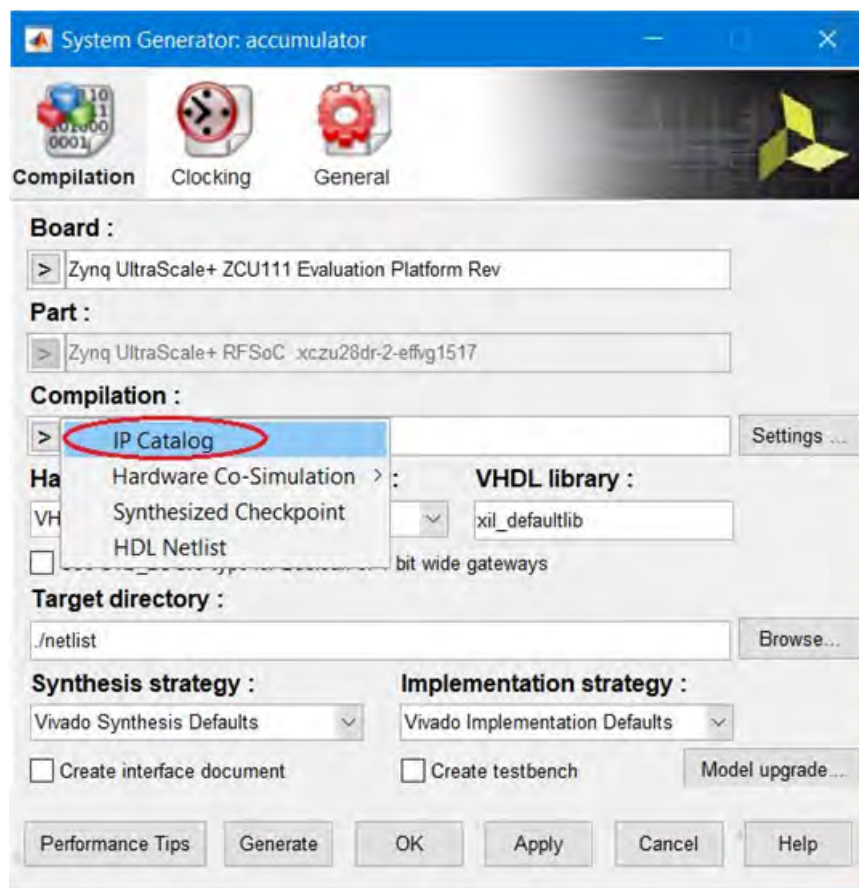 System Generator: accumulator
Compilation Clocking General
Board :
> Zynq UltraScale+ ZCU111 Evaluation Platform Rev
Part :
> Zynq UltraScale+ RFSoC xczu28dr-2-effvg1517
Compilation :
> IP Catalog Settings ...
Hardware Co-Simulation >
Ha : VHDL library :
Synthesized Checkpoint
VH xil_defaultlib
HDL Netlist
bit wide gateways
Target directory :
./netlist Browse...
Synthesis strategy : Implementation strategy :
Vivado Synthesis Defaults Vivado Implementation Defaults
Create interface document Create testbench Model upgrade...
Performance Tips Generate OK Apply Cancel Help